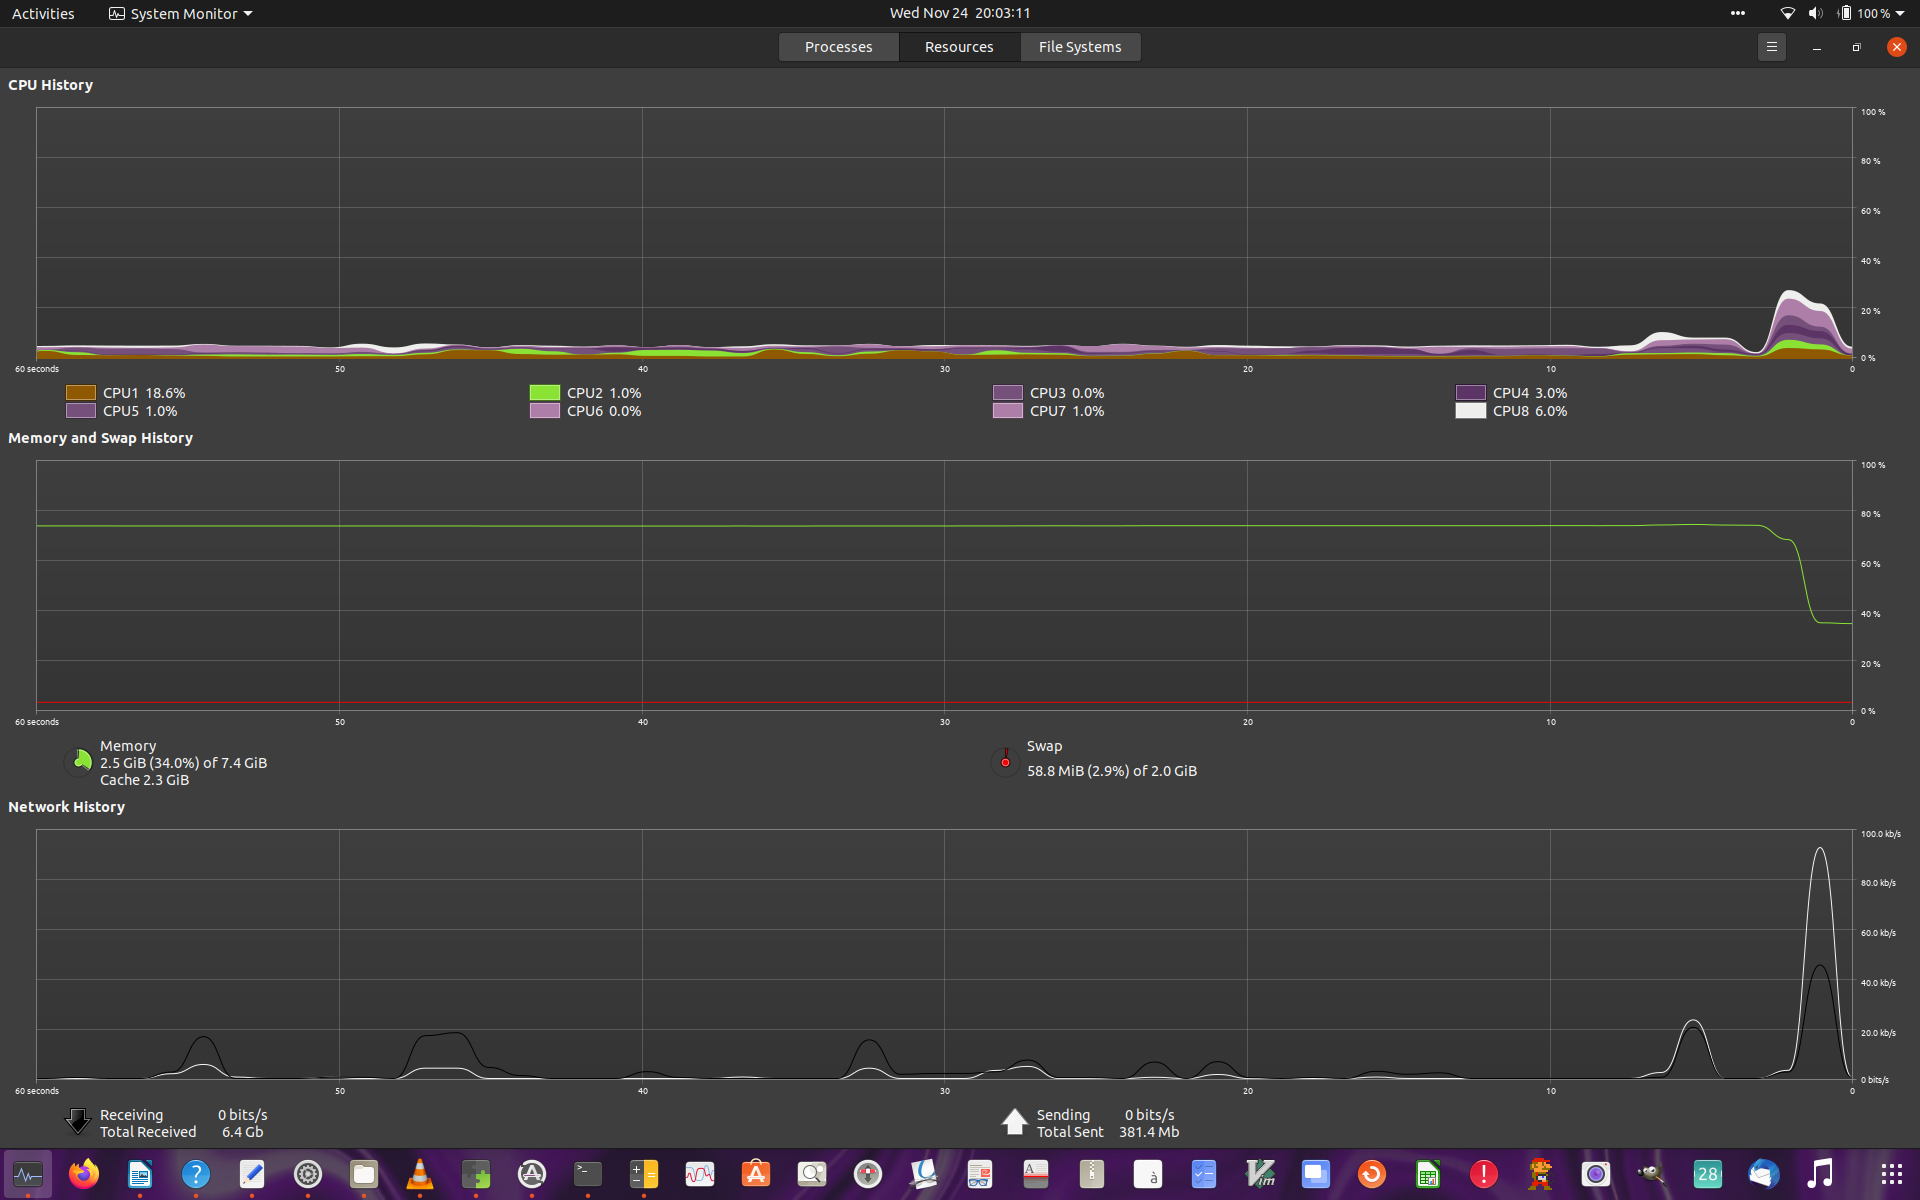 Activities System Monitor Wed Nov 24 20:03:11 100 %
Processes Resources File Systems
CPU History
100 %
80 %
60 %
40 %
20 %
0 %
60 seconds 50 40 30 20 10 0
CPU1 18.6% CPU2 1.0% CPU3 0.0% CPU4 3.0%
CPU5 1.0% CPU6 0.0% CPU7 1.0% CPU8 6.0%
Memory and Swap History
100 %
80 %
60 %
40 %
20 %
0 %
60 seconds 50 40 30 20 10 0
Memory Swap
2.5 GiB (34.0%) of 7.4 GiB 58.8 MiB (2.9%) of 2.0 GiB
Cache 2.3 GiB
Network History
100.0 kb/s
80.0 kb/s
60.0 kb/s
40.0 kb/s
20.0 kb/s
0 bits/s
60 seconds 50 40 30 20 10 0
Receiving 0 bits/s Sending 0 bits/s
Total Received 6.4 Gb Total Sent 381.4 Mb
? >_ A à Vim ! 28